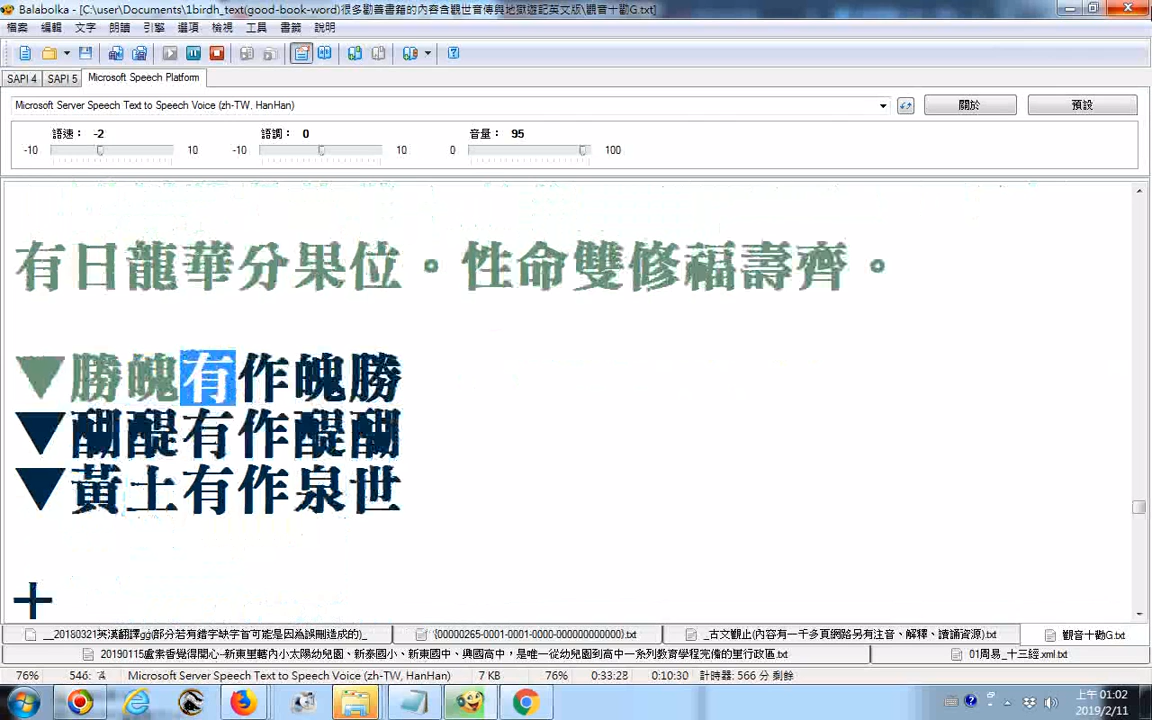 Balabolka - [C:\user\Documents\1birdh_text(good-book-word)很多勸善書籍的內容含觀世音傳與地獄遊記英文版\觀音十勸G.txt]
檔案 編輯 文字 朗讀 引擎 選項 檢視 工具 書籤 說明
SAPI 4 SAPI 5 Microsoft Speech Platform
Microsoft Server Speech Text to Speech Voice (zh-TW, HanHan) 關於 預設
語速: -2 語調: 0 音量: 95
-10 10 -10 10 0 100
有日龍華分果位。性命雙修福壽齊。
▼勝魄有作魄勝
▼醐醍有作醍醐
▼黃土有作泉世
+
__20180321英漢翻譯gg(部分若有錯字缺字首可能是因為誤刪造成的)_ {00000265-0001-0001-0000-000000000000}.txt _古文觀止(內容有一千多頁網路另有注音、解釋、讀誦資源).txt 觀音十勸G.txt
20190115盧素香覺得開心--新東里轄內小太陽幼兒園、新泰國小、新東國中、興國高中,是唯一從幼兒園到高中一系列教育學程完備的里行政區.txt 01周易_十三經.xml.txt
76% 546: Microsoft Server Speech Text to Speech Voice (zh-TW, HanHan) 7 KB 76% 0:33:28 0:10:30 計時器: 566 分 剩餘
上午 01:02
2019/2/11